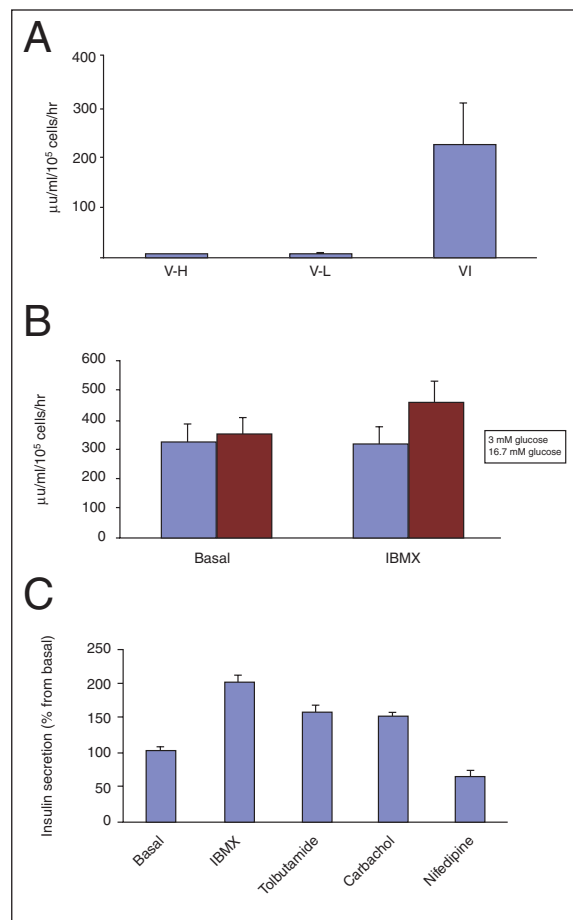 A
400
300
200
100
µu/ml/10⁵ cells/hr
V-H V-L VI
B
600
500
400
300
200
100
0
µu/ml/10⁵ cells/hr
3 mM glucose
16.7 mM glucose
Basal IBMX
C
250
200
150
100
50
0
Insulin secretion (% from basal)
Basal
IBMX
Tolbutamide
Carbachol
Nifedipine